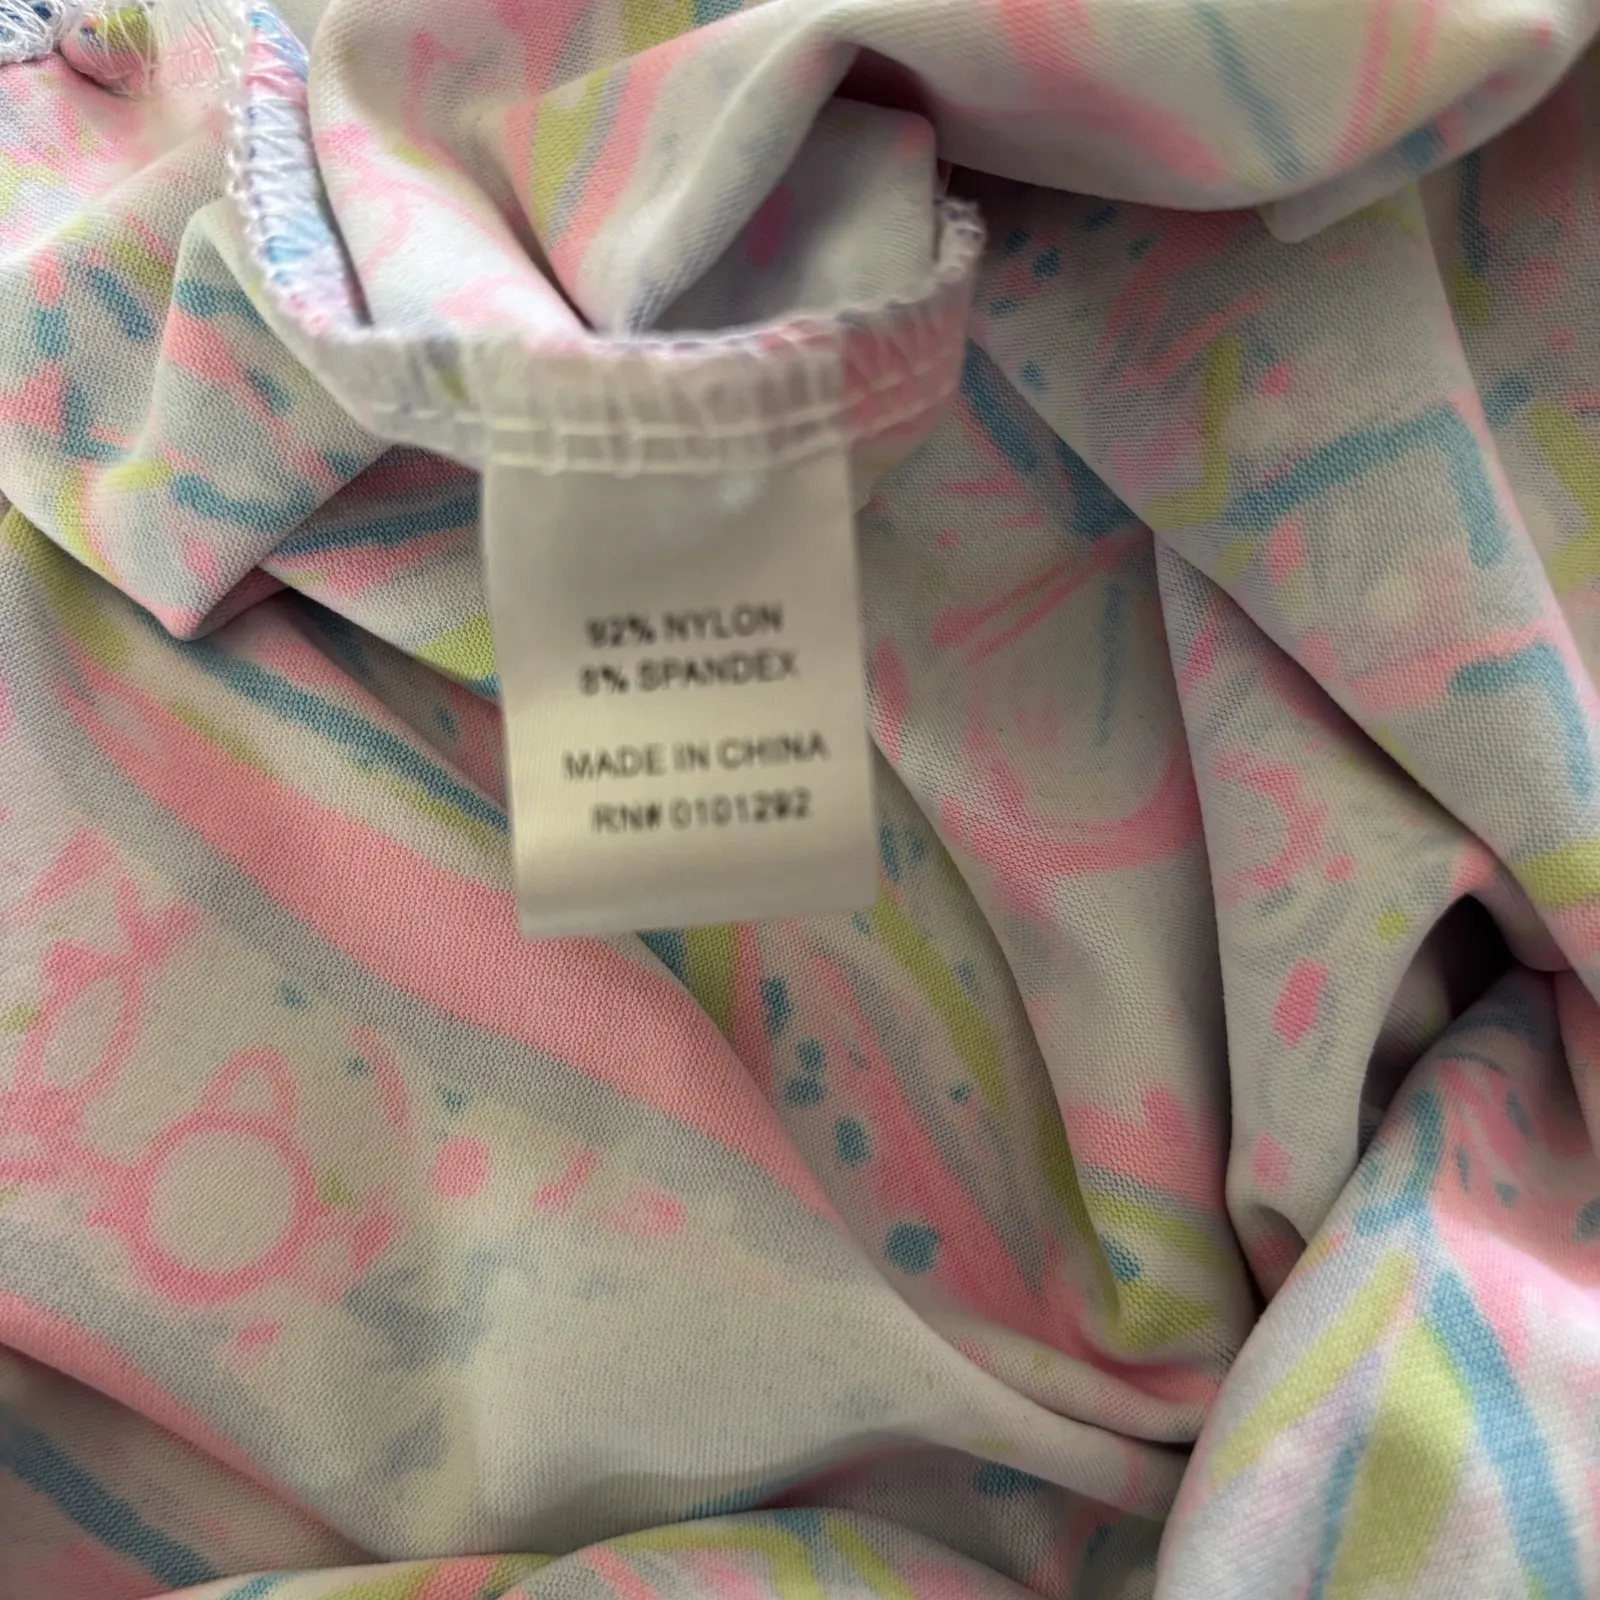 92% NYLON
8% SPANDEX
MADE IN CHINA
RN# 0101292